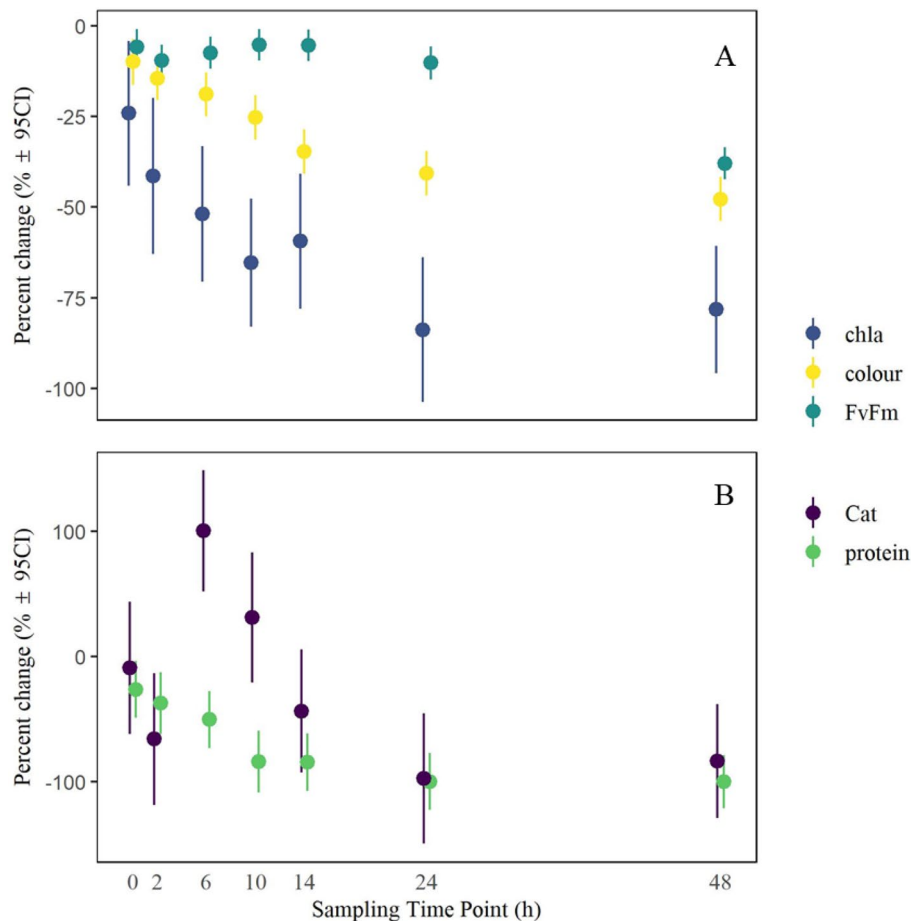 A
0
-25
-50
-75
-100
Percent change (% ± 95CI)
chla
colour
FvFm
B
100
0
-100
Percent change (% ± 95CI)
Cat
protein
0 2 6 10 14 24 48
Sampling Time Point (h)